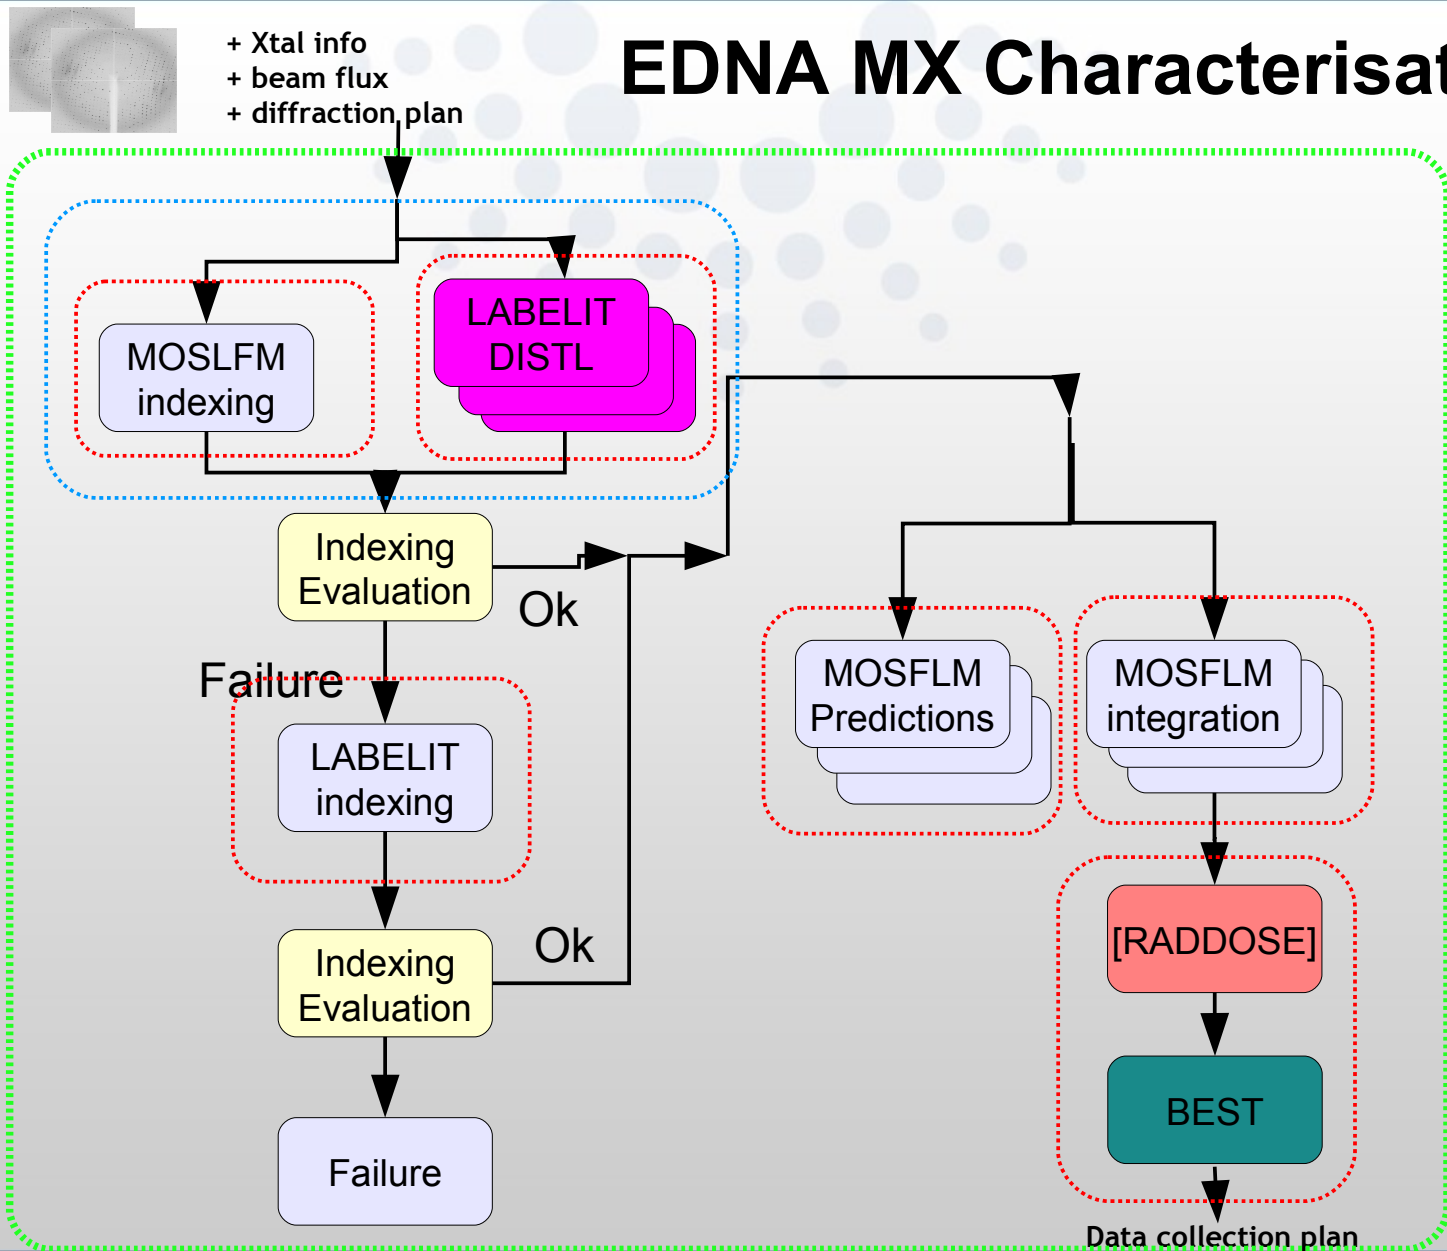 + Xtal info
+ beam flux
+ diffraction plan
EDNA MX Characterisat
MOSLFM
indexing
LABELIT
DISTL
Indexing
Evaluation
Ok
Failure
LABELIT
indexing
Indexing
Evaluation
Ok
Failure
MOSFLM
Predictions
MOSFLM
integration
[RADDOSE]
BEST
Data collection plan